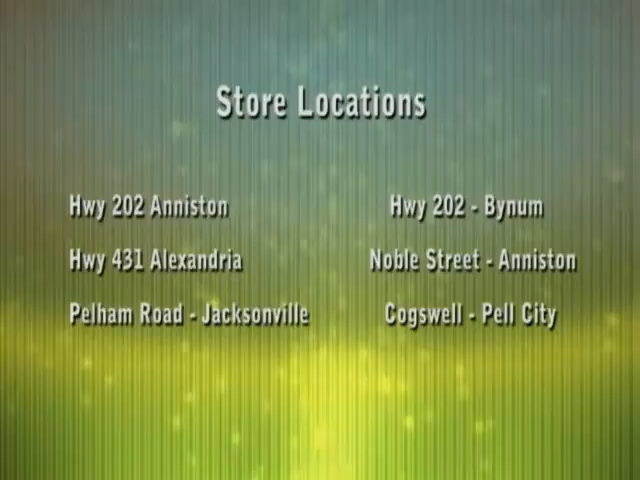 Store Locations
Hwy 202 Anniston
Hwy 431 Alexandria
Pelham Road - Jacksonville
Hwy 202 - Bynum
Noble Street - Anniston
Cogswell - Pell City